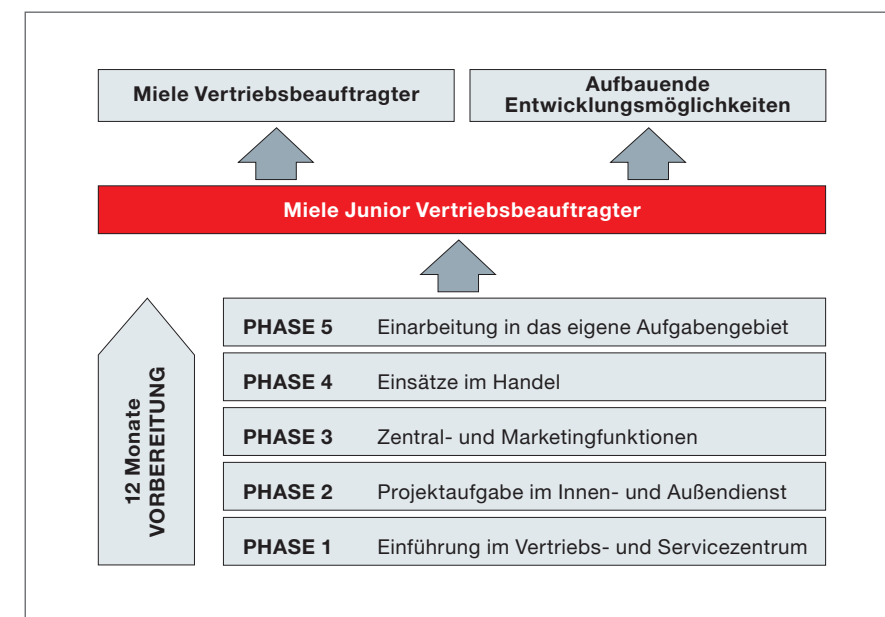 Miele Vertriebsbeauftragter
Aufbauende
Entwicklungsmöglichkeiten
Miele Junior Vertriebsbeauftragter
12 Monate
VORBEREITUNG
PHASE 5 Einarbeitung in das eigene Aufgabengebiet
PHASE 4 Einsätze im Handel
PHASE 3 Zentral- und Marketingfunktionen
PHASE 2 Projektaufgabe im Innen- und Außendienst
PHASE 1 Einführung im Vertriebs- und Servicezentrum